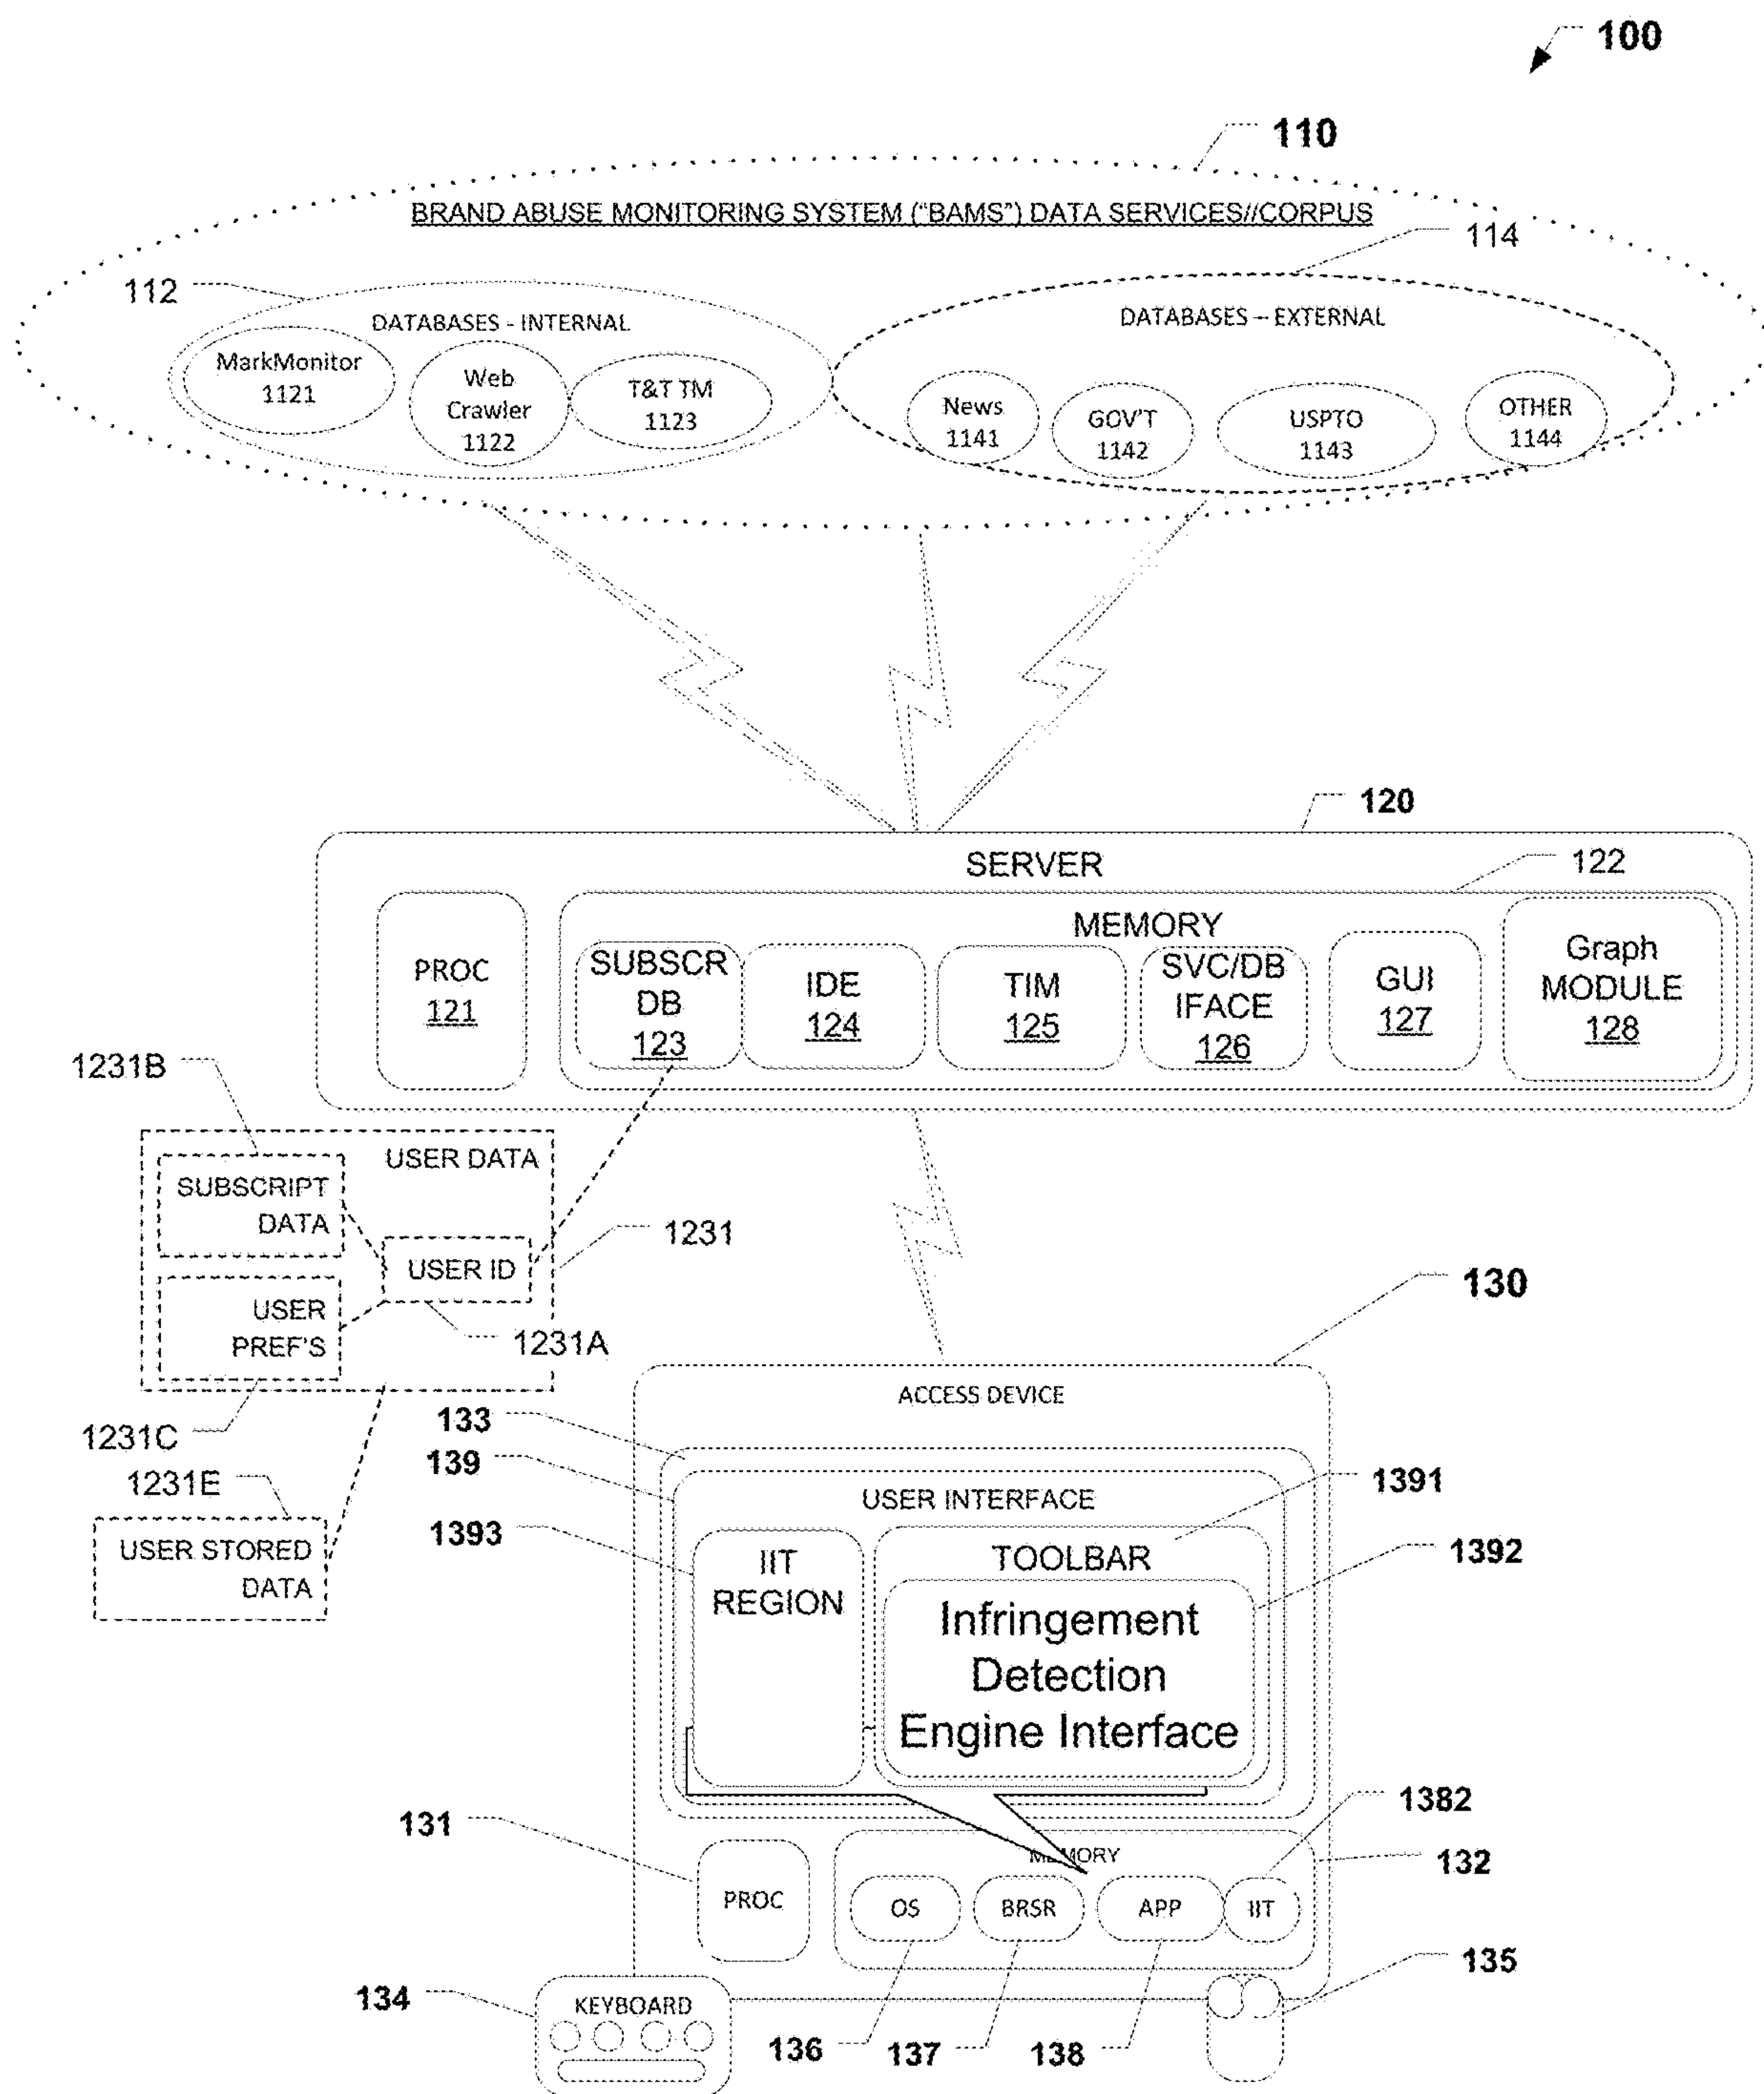 100
110
BRAND ABUSE MONITORING SYSTEM ("BAMS") DATA SERVICES//CORPUS
114
112
DATABASES - INTERNAL
DATABASES – EXTERNAL
MarkMonitor
1121
Web
Crawler
1122
T&T TM
1123
News
1141
GOV'T
1142
USPTO
1143
OTHER
1144
120
SERVER
122
MEMORY
PROC
121
SUBSCR
DB
123
IDE
124
TIM
125
SVC/DB
IFACE
126
GUI
127
Graph
MODULE
128
1231B
USER DATA
SUBSCRIPT
DATA
USER ID
1231
USER
PREF'S
1231A
130
1231C
1231E
USER STORED
DATA
ACCESS DEVICE
133
139
1391
USER INTERFACE
1393
IIT
REGION
TOOLBAR
1392
Infringement
Detection
Engine Interface
1382
131
MEMORY
132
PROC
OS
BRSR
APP
IIT
135
134
KEYBOARD
136
137
138